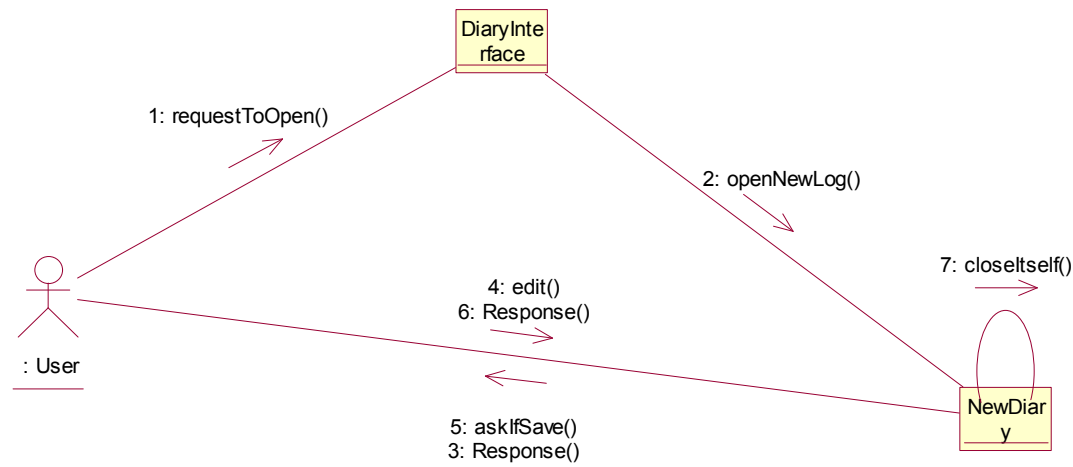 DiaryInte
rface
1: requestToOpen()
2: openNewLog()
7: closeItself()
4: edit()
6: Response()
: User
NewDiar
y
5: askIfSave()
3: Response()